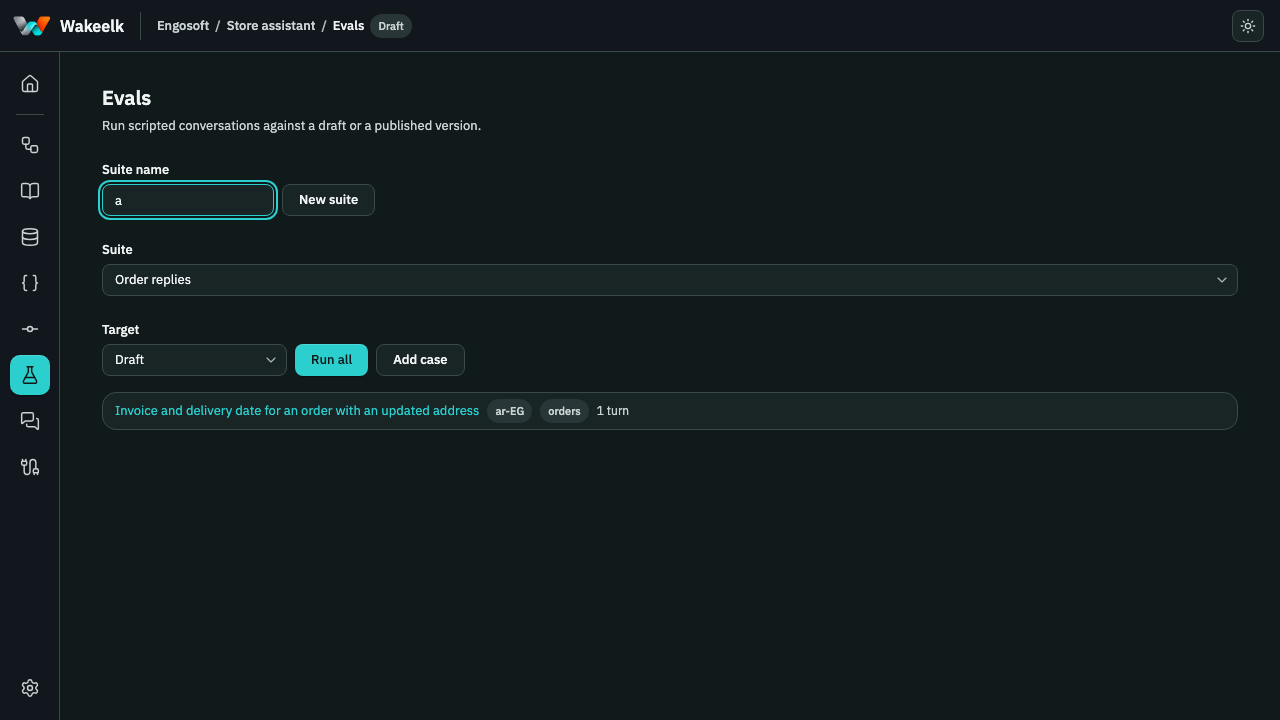 Wakeelk
Engosoft / Store assistant / Evals Draft
Evals
Run scripted conversations against a draft or a published version.
Suite name
a
New suite
Suite
Order replies
Target
Draft
Run all
Add case
Invoice and delivery date for an order with an updated address ar-EG orders 1 turn